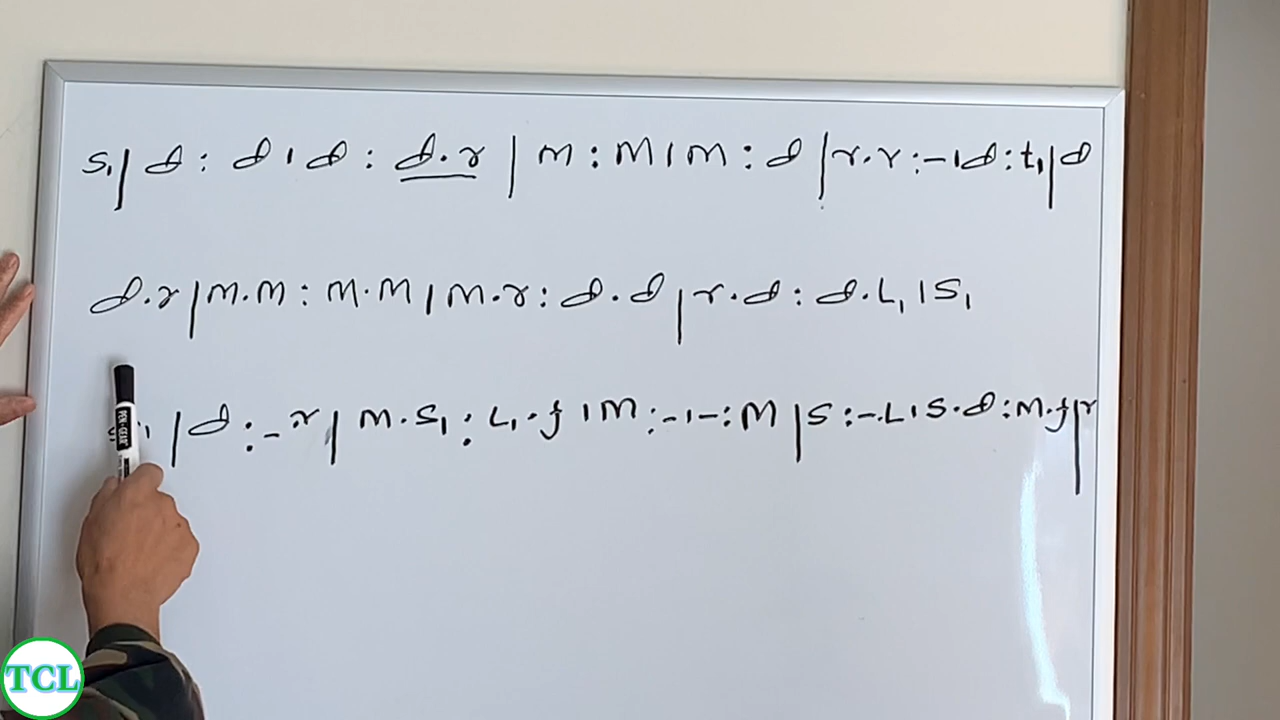 S₁| d : d ı d : d.r | m : m ı m : d | r.r :- ı d : t₁ | d
d.r | m.m : m.m ı m.r : d.d | r.d : d.L₁ ı S₁
| d :- r | m.S₁ : L₁.f ı m :- ı - : m | S :-.L ı S.d : m.f | r
TCL